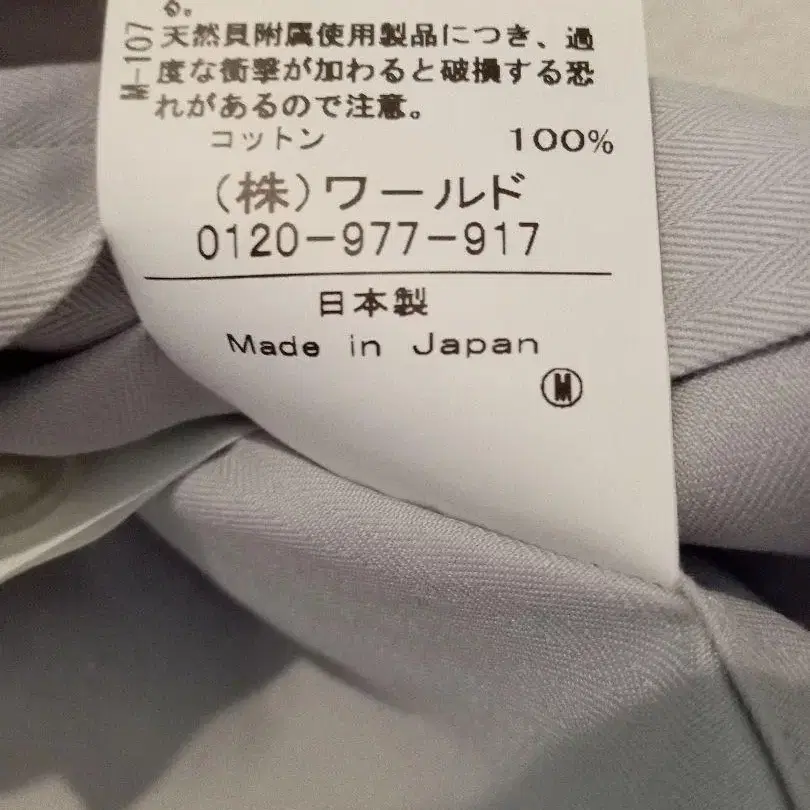 る。
天然貝附属使用製品につき、過
度な衝撃が加わると破損する恐
れがあるので注意。
M-107
コットン 100%
（株）ワールド
0120-977-917
日本製
Made in Japan
M